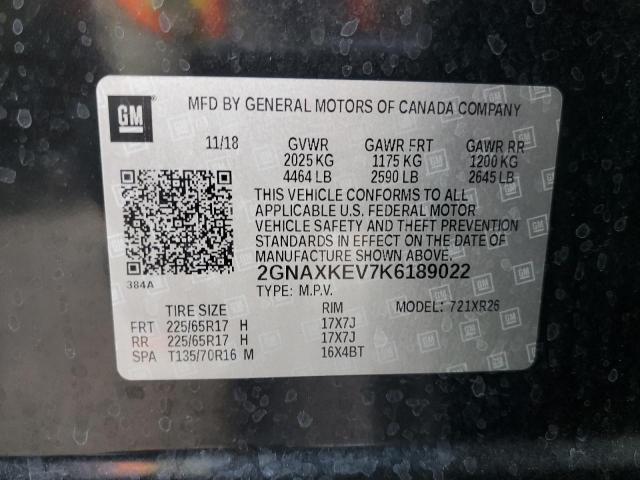 GM
MFD BY GENERAL MOTORS OF CANADA COMPANY
11/18 GVWR GAWR FRT GAWR RR
2025 KG 1175 KG 1200 KG
4464 LB 2590 LB 2645 LB
THIS VEHICLE CONFORMS TO ALL
APPLICABLE U.S. FEDERAL MOTOR
VEHICLE SAFETY AND THEFT PREVENTION
STANDARDS IN EFFECT ON THE DATE OF
MANUFACTURE SHOWN ABOVE.
2GNAXKEV7K6189022
384A TYPE: M.P.V.
TIRE SIZE RIM MODEL: 721XR26
FRT 225/65R17 H 17X7J
RR 225/65R17 H 17X7J
SPA T135/70R16 M 16X4BT